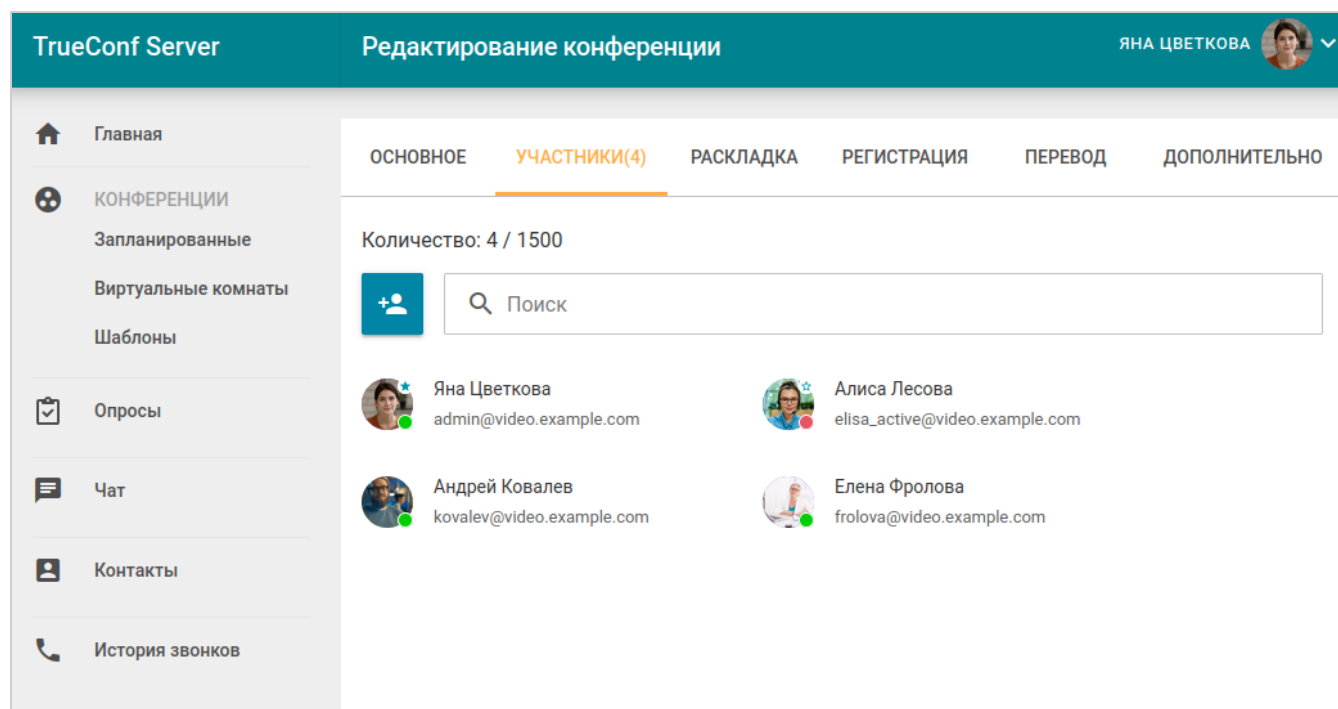 TrueConf Server
Редактирование конференции
ЯНА ЦВЕТКОВА
Главная
КОНФЕРЕНЦИИ
Запланированные
Виртуальные комнаты
Шаблоны
Опросы
Чат
Контакты
История звонков
ОСНОВНОЕ УЧАСТНИКИ(4) РАСКЛАДКА РЕГИСТРАЦИЯ ПЕРЕВОД ДОПОЛНИТЕЛЬНО
Количество: 4 / 1500
Поиск
Яна Цветкова
admin@video.example.com
Алиса Лесова
elisa_active@video.example.com
Андрей Ковалев
kovalev@video.example.com
Елена Фролова
frolova@video.example.com